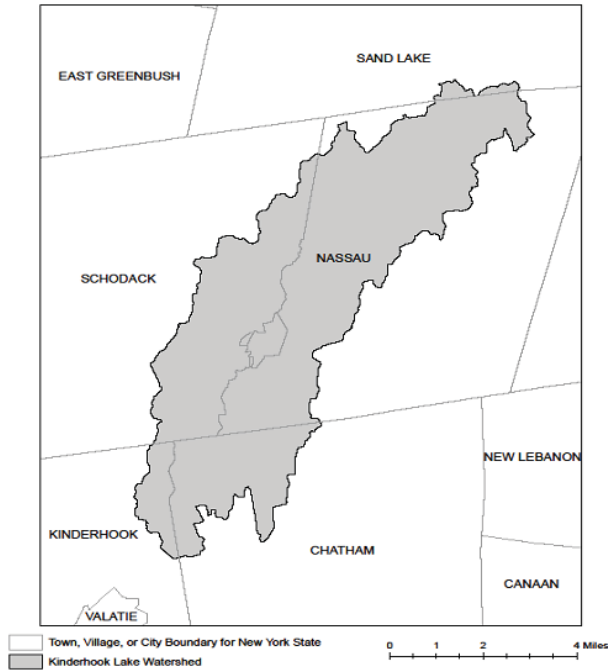 SAND LAKE
EAST GREENBUSH
NASSAU
SCHODACK
NEW LEBANON
KINDERHOOK
CHATHAM
CANAAN
VALATIE
Town, Village, or City Boundary for New York State
Kinderhook Lake Watershed
0 1 2 4 Miles